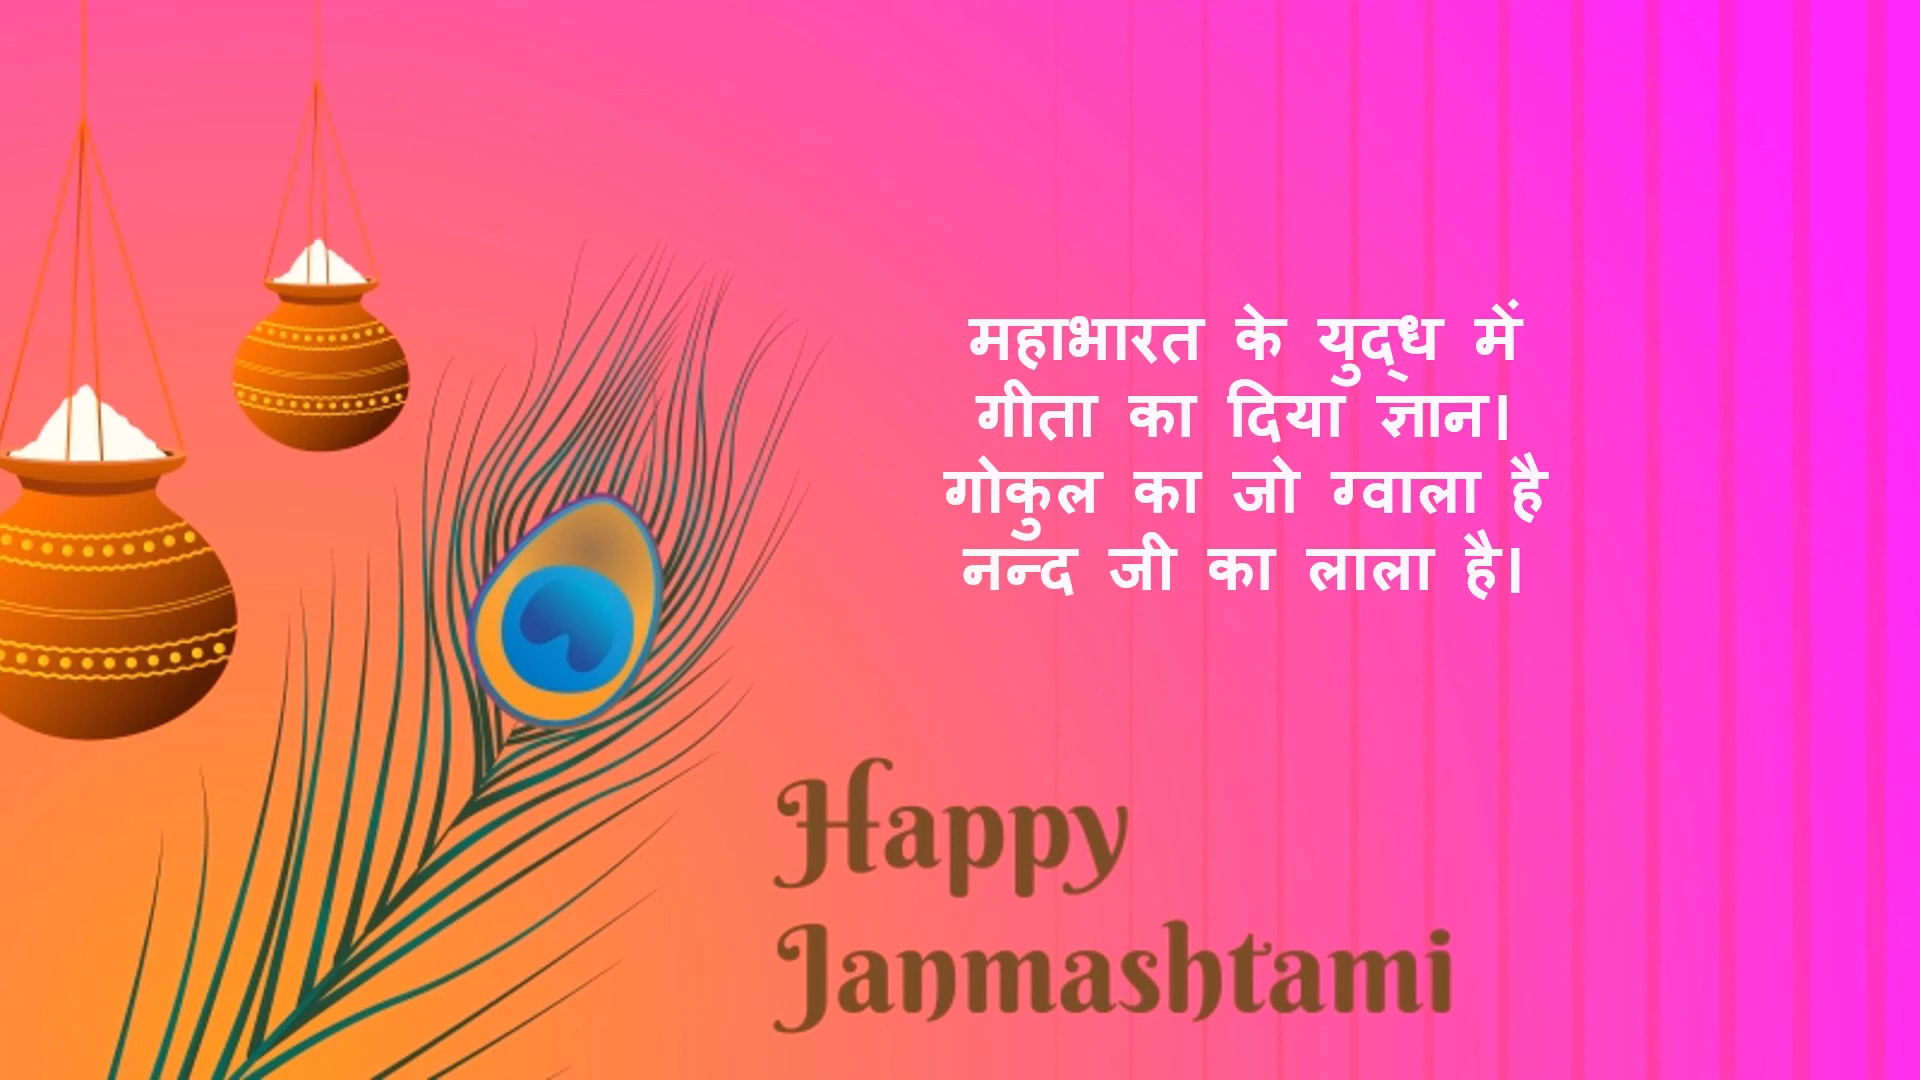 महाभारत के युद्ध में
गीता का दिया ज्ञान।
गोकुल का जो ग्वाला है
नन्द जी का लाला है।
Happy
Janmashtami